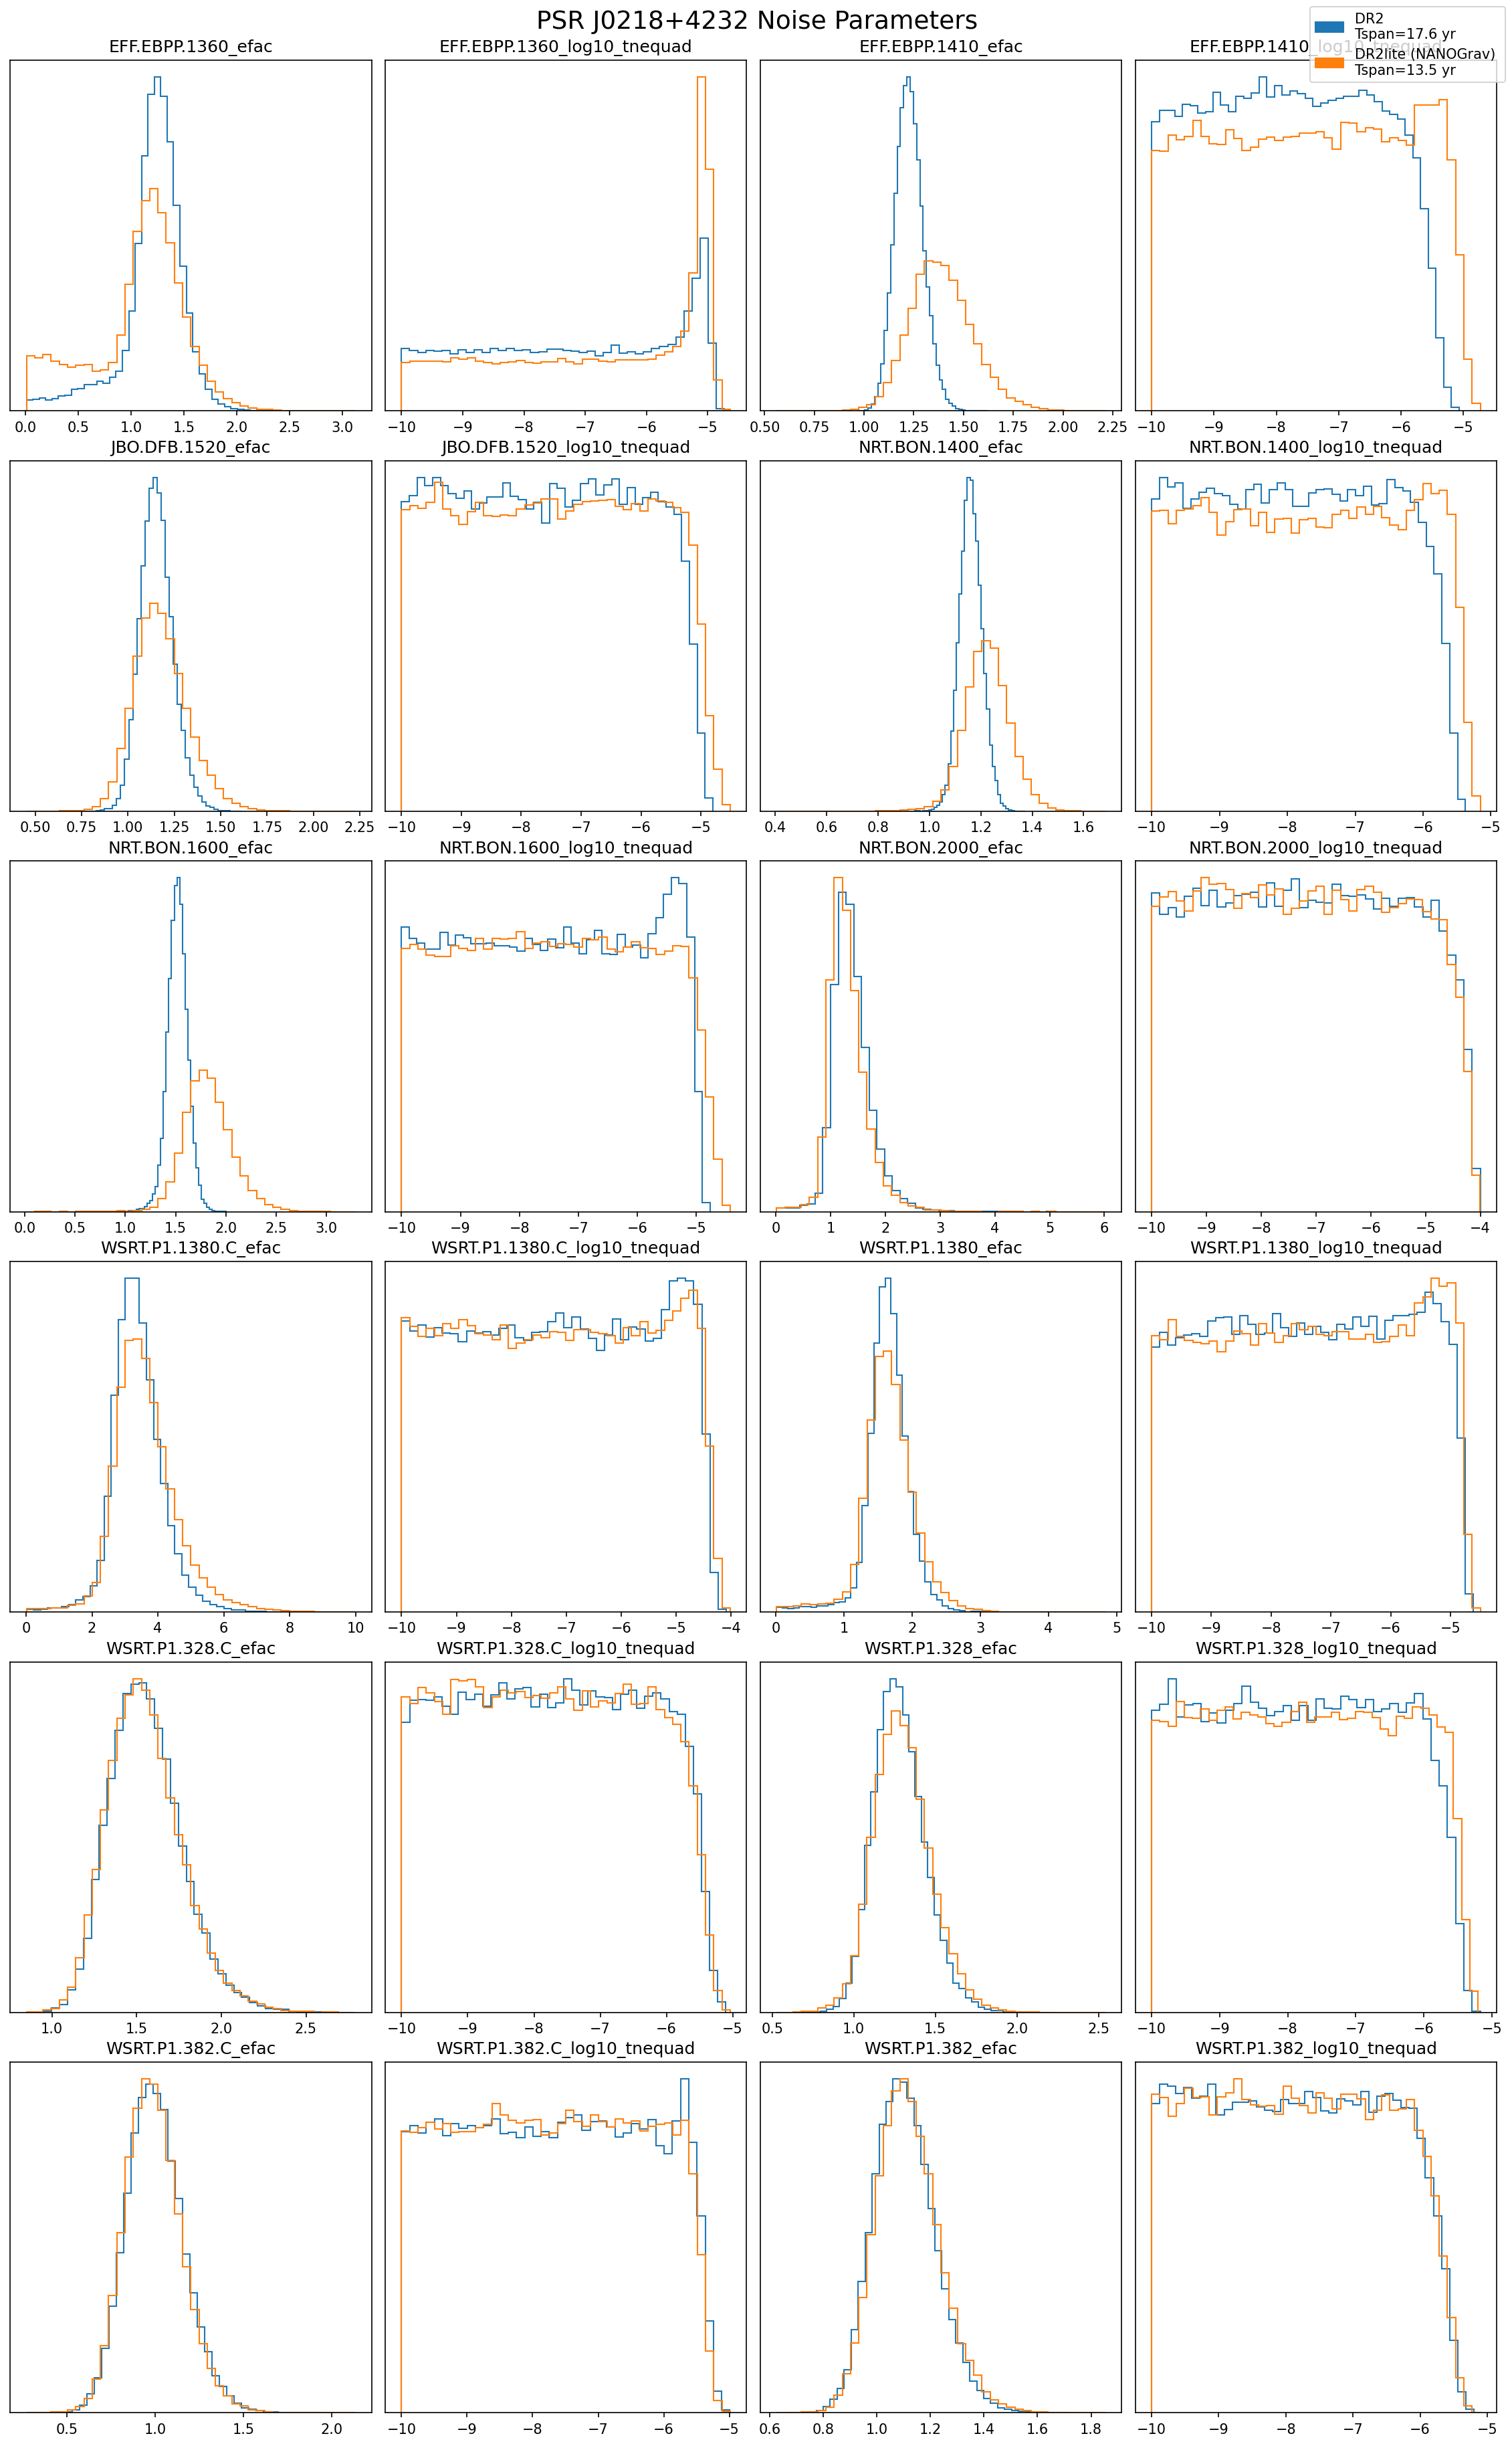 PSR J0218+4232 Noise Parameters
DR2
Tspan=17.6 yr
DR2lite (NANOGrav)
Tspan=13.5 yr
EFF.EBPP.1360_efac
EFF.EBPP.1360_log10_tnequad
EFF.EBPP.1410_efac
EFF.EBPP.1410_log10_tnequad
0.0 0.5 1.0 1.5 2.0 2.5 3.0
−10 −9 −8 −7 −6 −5
0.50 0.75 1.00 1.25 1.50 1.75 2.00 2.25
−10 −9 −8 −7 −6 −5
JBO.DFB.1520_efac
JBO.DFB.1520_log10_tnequad
NRT.BON.1400_efac
NRT.BON.1400_log10_tnequad
0.50 0.75 1.00 1.25 1.50 1.75 2.00 2.25
−10 −9 −8 −7 −6 −5
0.4 0.6 0.8 1.0 1.2 1.4 1.6
−10 −9 −8 −7 −6 −5
NRT.BON.1600_efac
NRT.BON.1600_log10_tnequad
NRT.BON.2000_efac
NRT.BON.2000_log10_tnequad
0.0 0.5 1.0 1.5 2.0 2.5 3.0
−10 −9 −8 −7 −6 −5
0 1 2 3 4 5 6
−10 −9 −8 −7 −6 −5 −4
WSRT.P1.1380.C_efac
WSRT.P1.1380.C_log10_tnequad
WSRT.P1.1380_efac
WSRT.P1.1380_log10_tnequad
0 2 4 6 8 10
−10 −9 −8 −7 −6 −5 −4
0 1 2 3 4 5
−10 −9 −8 −7 −6 −5
WSRT.P1.328.C_efac
WSRT.P1.328.C_log10_tnequad
WSRT.P1.328_efac
WSRT.P1.328_log10_tnequad
1.0 1.5 2.0 2.5
−10 −9 −8 −7 −6 −5
0.5 1.0 1.5 2.0 2.5
−10 −9 −8 −7 −6 −5
WSRT.P1.382.C_efac
WSRT.P1.382.C_log10_tnequad
WSRT.P1.382_efac
WSRT.P1.382_log10_tnequad
0.5 1.0 1.5 2.0
−10 −9 −8 −7 −6 −5
0.6 0.8 1.0 1.2 1.4 1.6 1.8
−10 −9 −8 −7 −6 −5